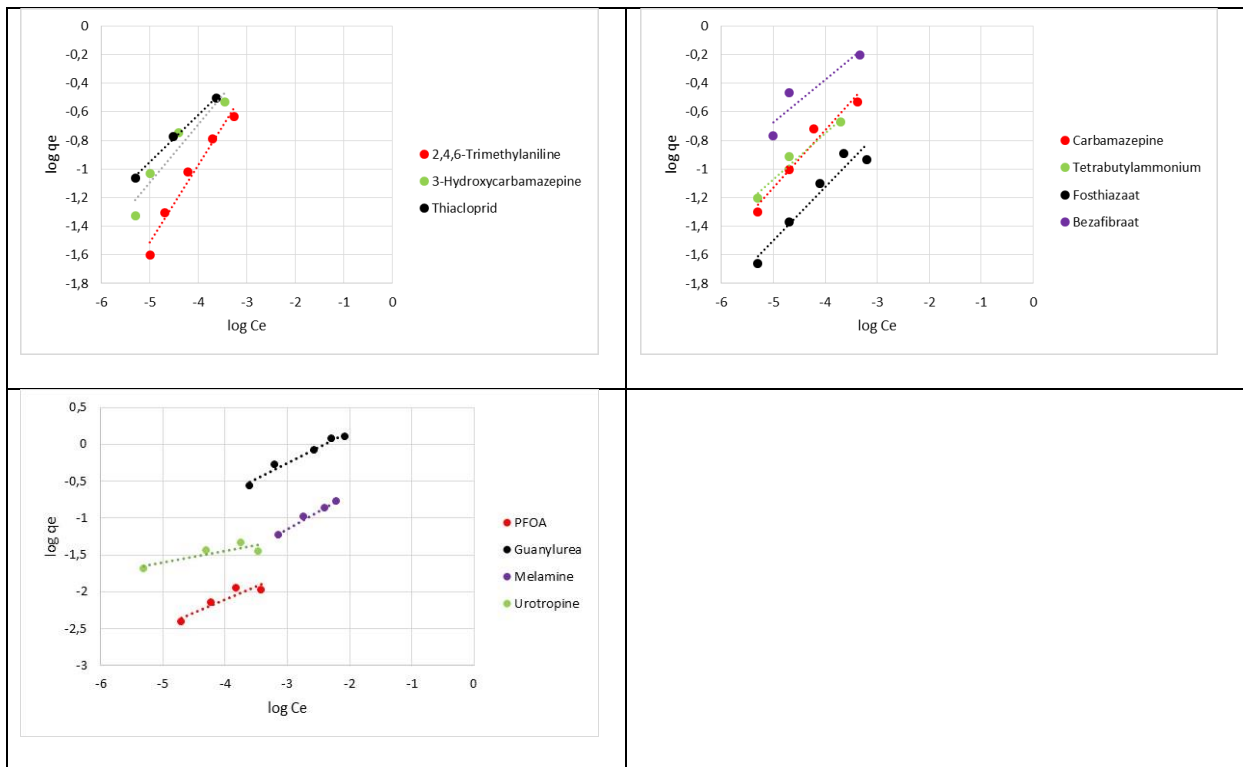 0
-0,2
-0,4
-0,6
-0,8
-1
-1,2
-1,4
-1,6
-1,8
log qe
-6 -5 -4 -3 -2 -1 0
log Ce
2,4,6-Trimethylaniline
3-Hydroxycarbamazepine
Thiacloprid
0
-0,2
-0,4
-0,6
-0,8
-1
-1,2
-1,4
-1,6
-1,8
log qe
-6 -5 -4 -3 -2 -1 0
log Ce
Carbamazepine
Tetrabutylammonium
Fosthiazaat
Bezafibraat
0,5
0
-0,5
-1
-1,5
-2
-2,5
-3
log qe
-6 -5 -4 -3 -2 -1 0
log Ce
PFOA
Guanylurea
Melamine
Urotropine